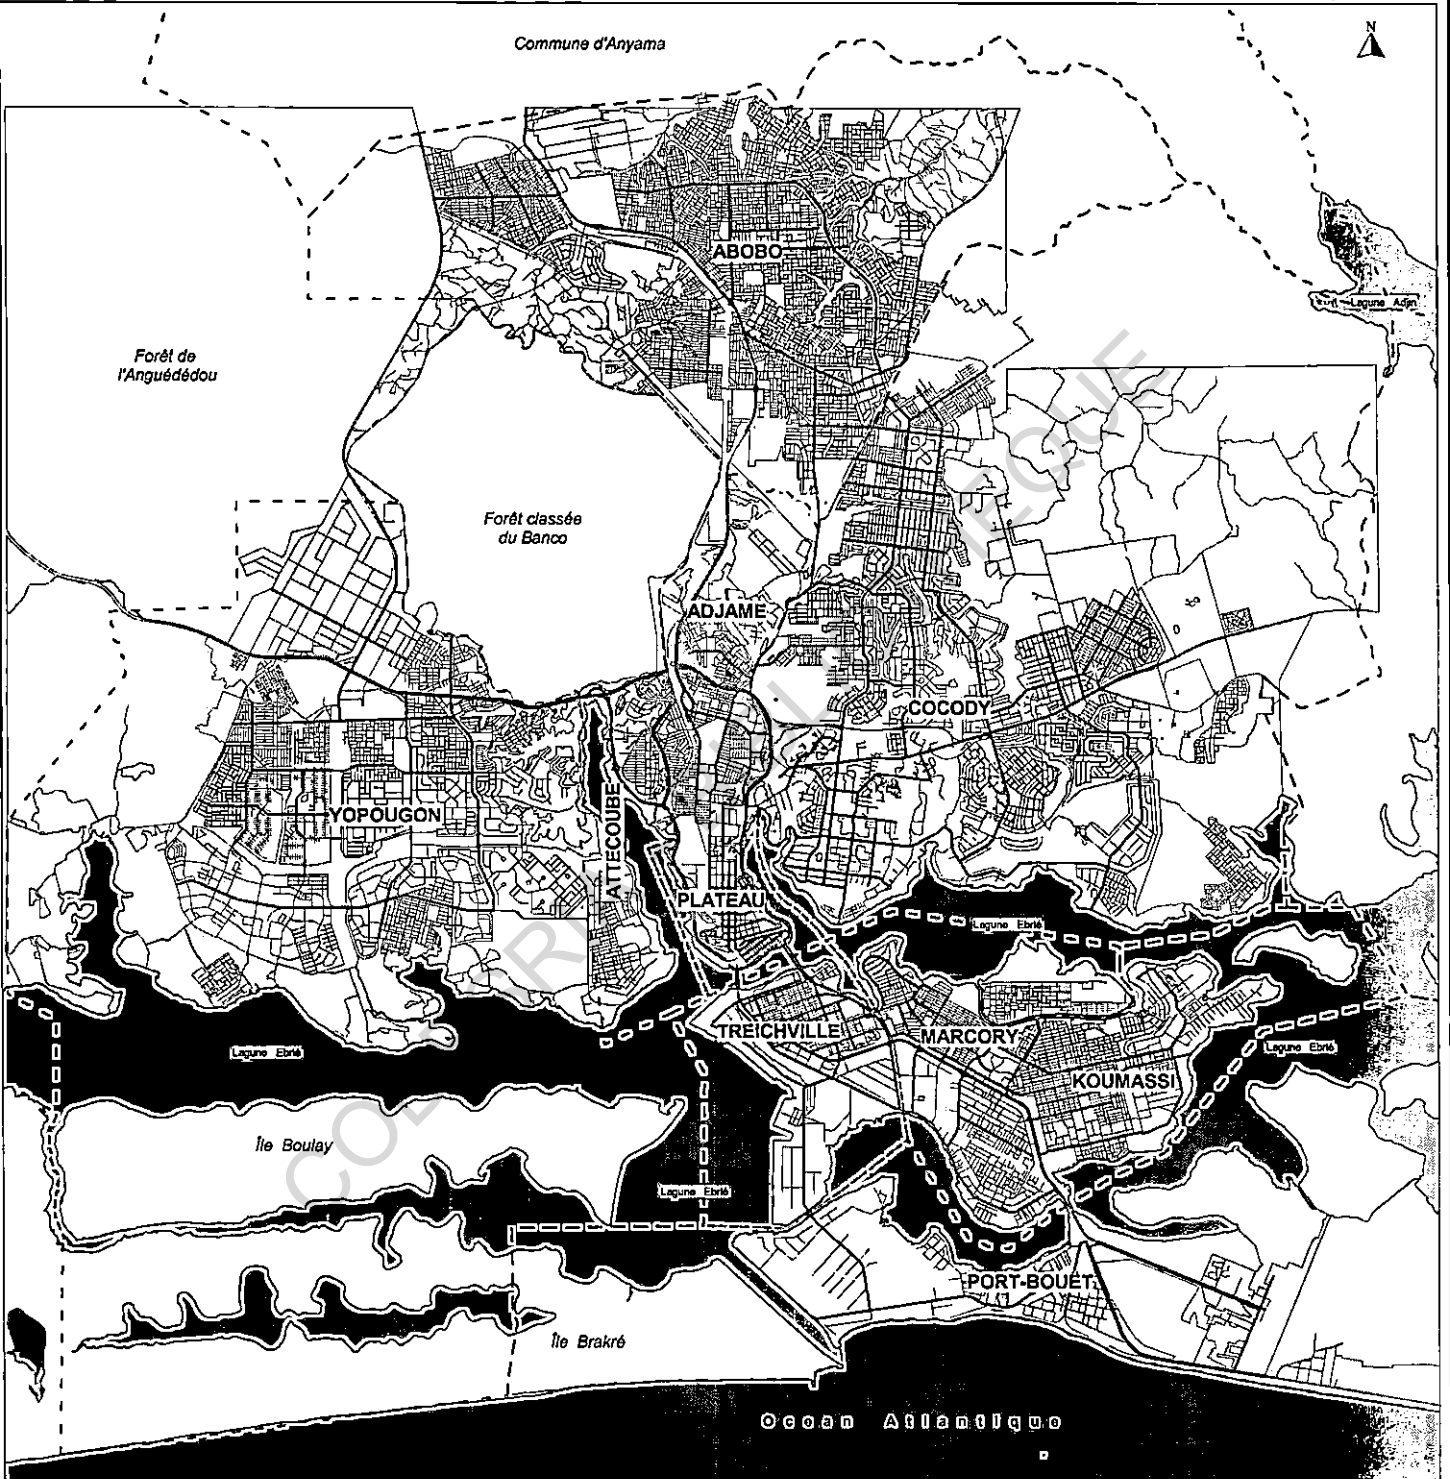 Commune d'Anyama
N
ABOBO
Lagune Adjin
Forêt de
l'Anguédédou
Forêt classée
du Banco
ADJAME
COCODY
YOPOUGON
ATTECOUBE
PLATEAU
Lagune Ebrié
TREICHVILLE
MARCORY
Lagune Ebrié
Lagune Ebrié
KOUMASSI
Île Boulay
Lagune Ebrié
PORT-BOUET
Île Brakré
Ocean Atlantique